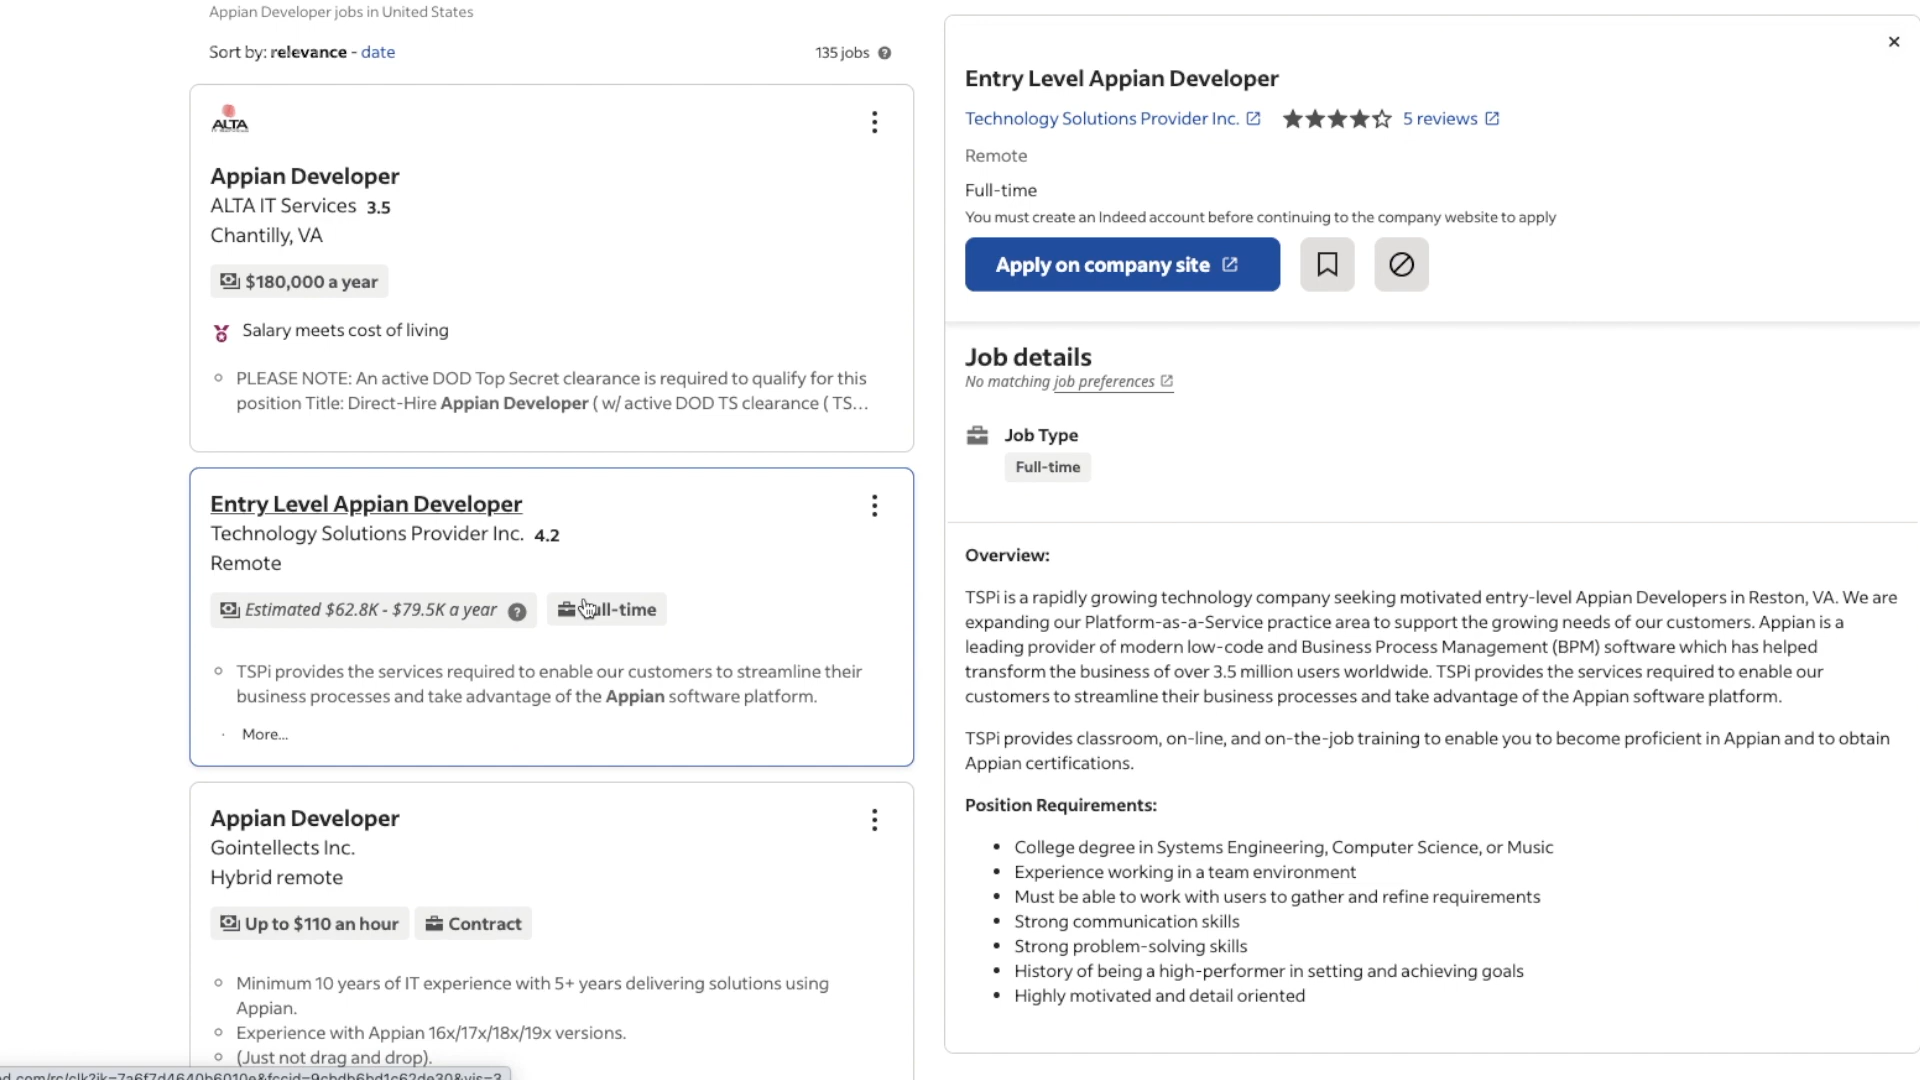 Appian Developer jobs in United States
Sort by: relevance - date
135 jobs
ALTA
Appian Developer
ALTA IT Services 3.5
Chantilly, VA
$180,000 a year
Salary meets cost of living
PLEASE NOTE: An active DOD Top Secret clearance is required to qualify for this
position Title: Direct-Hire Appian Developer ( w/ active DOD TS clearance ( TS...
Entry Level Appian Developer
Technology Solutions Provider Inc. 4.2
Remote
Estimated $62.8K - $79.5K a year
ll-time
TSPi provides the services required to enable our customers to streamline their
business processes and take advantage of the Appian software platform.
More...
Appian Developer
Gointellects Inc.
Hybrid remote
Up to $110 an hour
Contract
Minimum 10 years of IT experience with 5+ years delivering solutions using
Appian.
Experience with Appian 16x/17x/18x/19x versions.
(Just not drag and drop).
Entry Level Appian Developer
Technology Solutions Provider Inc.
5 reviews
Remote
Full-time
You must create an Indeed account before continuing to the company website to apply
Apply on company site
Job details
No matching job preferences
Job Type
Full-time
Overview:
TSPi is a rapidly growing technology company seeking motivated entry-level Appian Developers in Reston, VA. We are
expanding our Platform-as-a-Service practice area to support the growing needs of our customers. Appian is a
leading provider of modern low-code and Business Process Management (BPM) software which has helped
transform the business of over 3.5 million users worldwide. TSPi provides the services required to enable our
customers to streamline their business processes and take advantage of the Appian software platform.
TSPi provides classroom, on-line, and on-the-job training to enable you to become proficient in Appian and to obtain
Appian certifications.
Position Requirements:
College degree in Systems Engineering, Computer Science, or Music
Experience working in a team environment
Must be able to work with users to gather and refine requirements
Strong communication skills
Strong problem-solving skills
History of being a high-performer in setting and achieving goals
Highly motivated and detail oriented